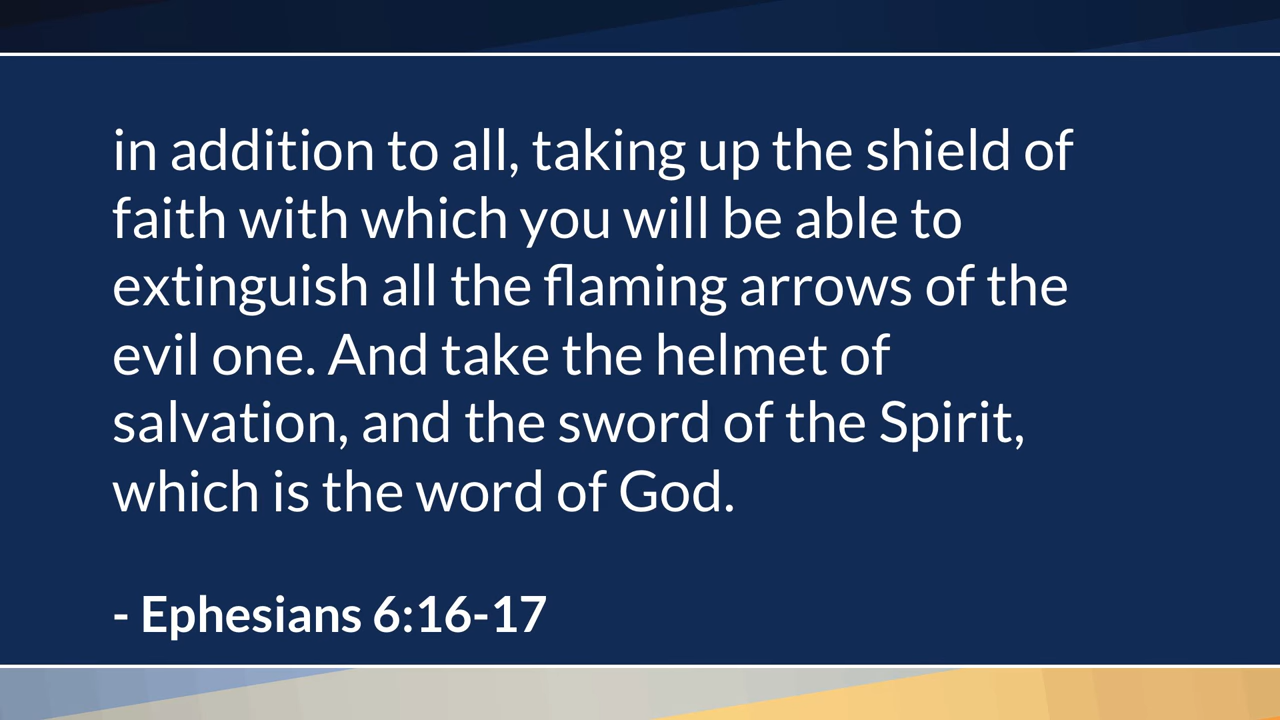 in addition to all, taking up the shield of
faith with which you will be able to
extinguish all the flaming arrows of the
evil one. And take the helmet of
salvation, and the sword of the Spirit,
which is the word of God.
- Ephesians 6:16-17